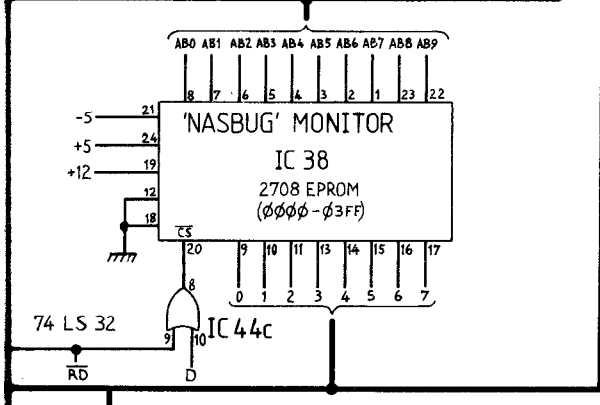 AB0 AB1 AB2 AB3 AB4 AB5 AB6 AB7 AB8 AB9
8 7 6 5 4 3 2 1 23 22
-5 21
'NASBUG' MONITOR
+5 24
IC 38
+12 19
2708 EPROM
12
(0000-03FF)
18
CS
20 9 10 11 13 14 15 16 17
8 0 1 2 3 4 5 6 7
74 LS 32 IC 44c
9 10
RD D